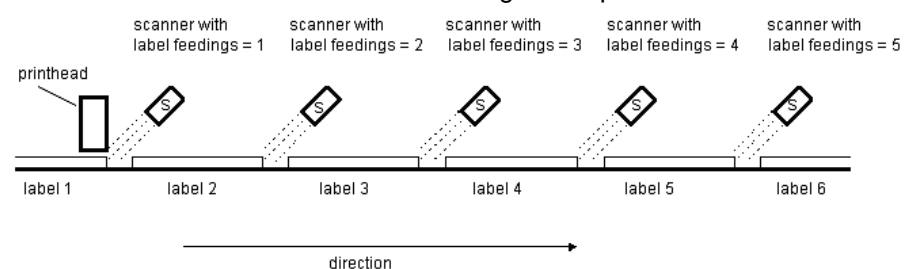 scanner with
label feedings = 1
scanner with
label feedings = 2
scanner with
label feedings = 3
scanner with
label feedings = 4
scanner with
label feedings = 5
printhead
S
S
S
S
S
label 1
label 2
label 3
label 4
label 5
label 6
direction